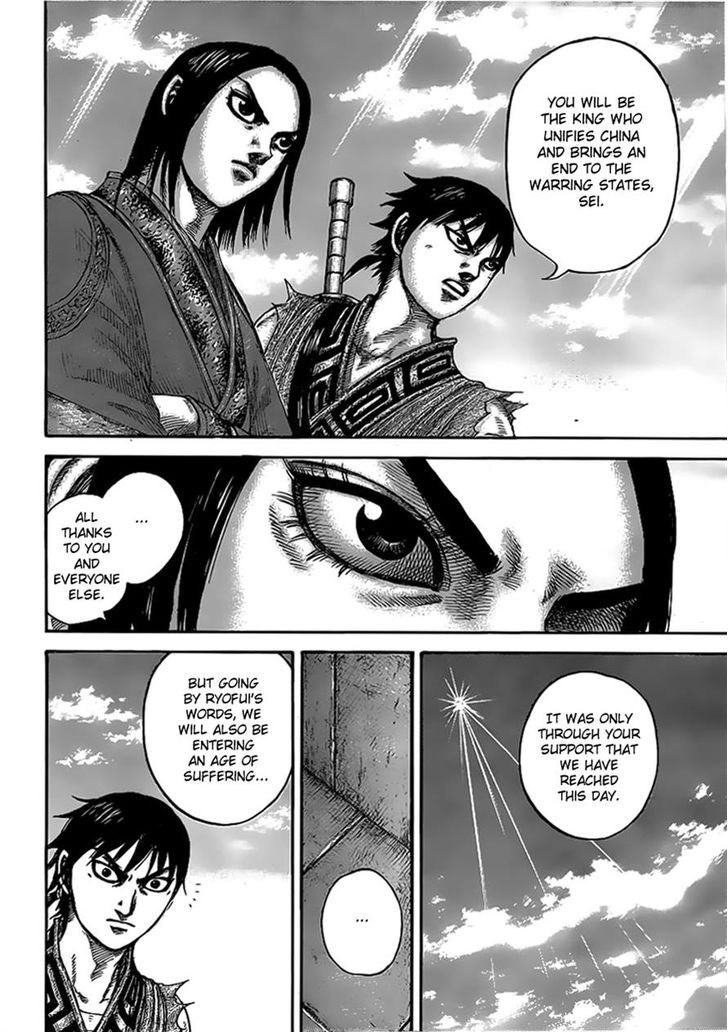 YOU WILL BE
THE KING WHO
UNIFIES CHINA
AND BRINGS AN
END TO THE
WARRING STATES,
SEI.
...
ALL
THANKS
TO YOU
AND
EVERYONE
ELSE.
IT WAS ONLY
THROUGH YOUR
SUPPORT THAT
WE HAVE
REACHED
THIS DAY.
...
BUT GOING
BY RYOFUI'S
WORDS, WE
WILL ALSO BE
ENTERING
AN AGE OF
SUFFERING...